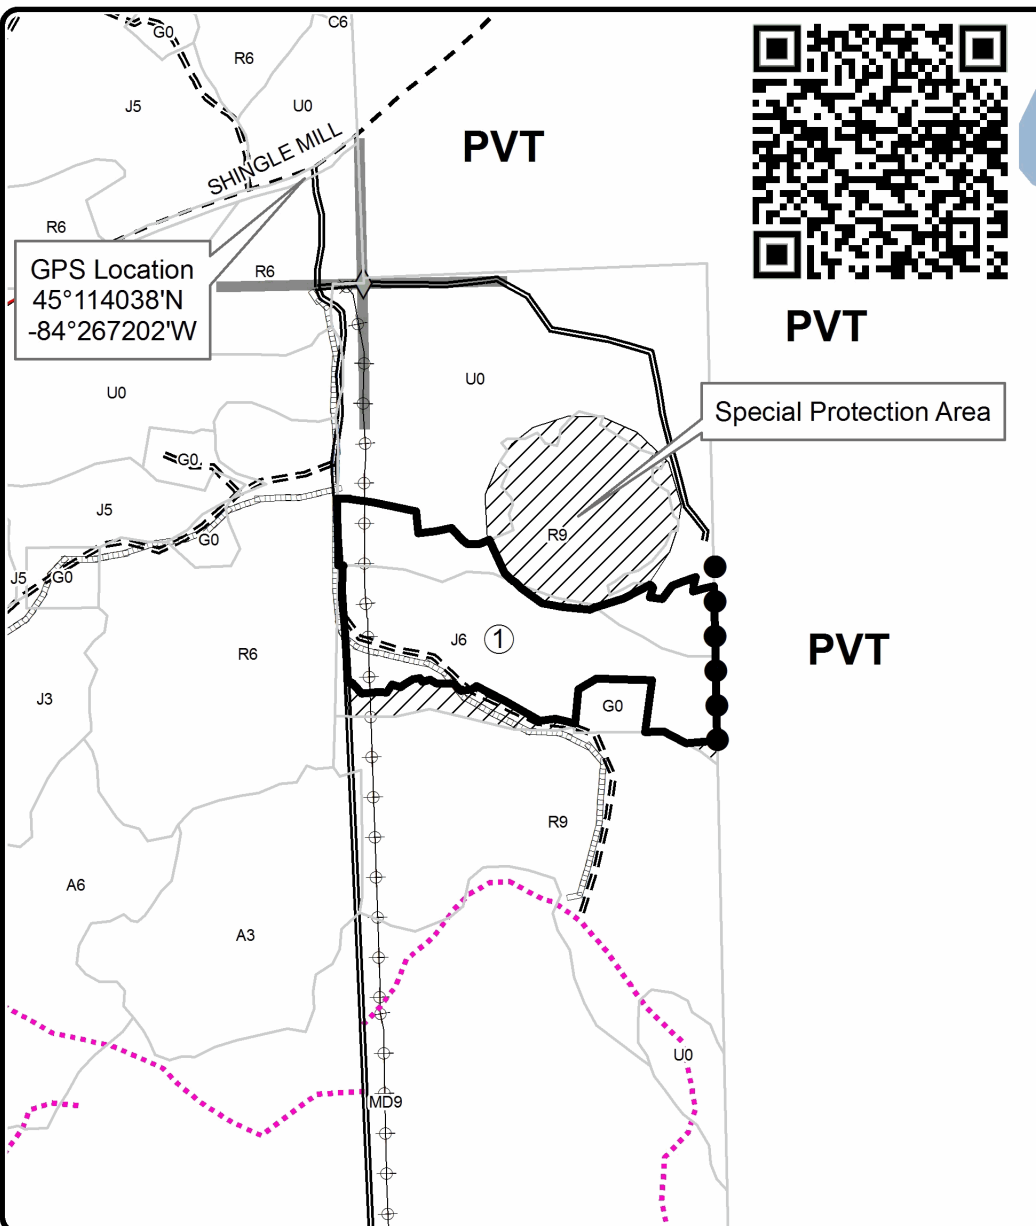 C6
G0
R6
J5
U0
SHINGLE MILL
PVT
R6
GPS Location
45°114038'N
-84°267202'W
R6
PVT
U0
U0
Special Protection Area
G0
J5
R9
G0
J5
G0
J6
1
R6
PVT
J3
G0
R9
A6
A3
U0
MD9